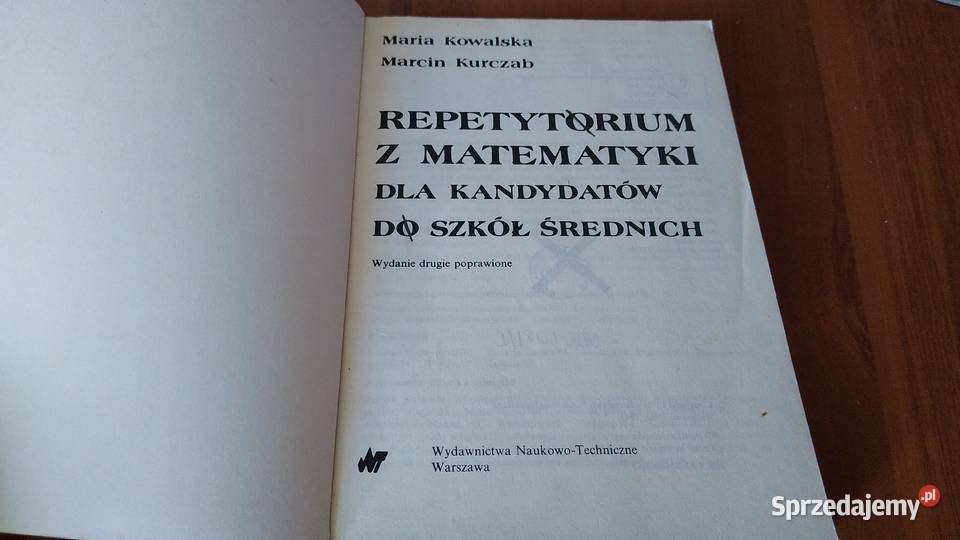 Maria Kowalska
Marcin Kurczab
REPETYTORIUM
Z MATEMATYKI
DLA KANDYDATÓW
DO SZKÓŁ ŚREDNICH
Wydanie drugie poprawione
WNT
Wydawnictwa Naukowo-Techniczne
Warszawa
Sprzedajemy.pl